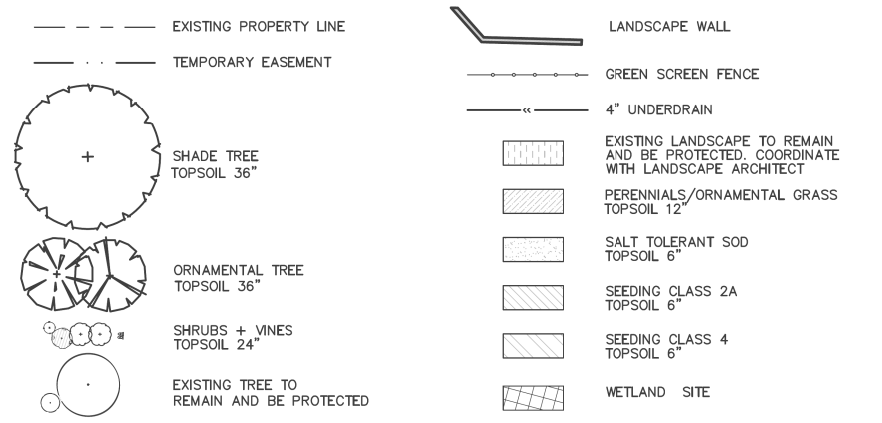 EXISTING PROPERTY LINE
TEMPORARY EASEMENT
SHADE TREE
TOPSOIL 36"
ORNAMENTAL TREE
TOPSOIL 36"
SHRUBS + VINES
TOPSOIL 24"
EXISTING TREE TO
REMAIN AND BE PROTECTED
LANDSCAPE WALL
GREEN SCREEN FENCE
4" UNDERDRAIN
EXISTING LANDSCAPE TO REMAIN
AND BE PROTECTED. COORDINATE
WITH LANDSCAPE ARCHITECT
PERENNIALS/ORNAMENTAL GRASS
TOPSOIL 12"
SALT TOLERANT SOD
TOPSOIL 6"
SEEDING CLASS 2A
TOPSOIL 6"
SEEDING CLASS 4
TOPSOIL 6"
WETLAND SITE